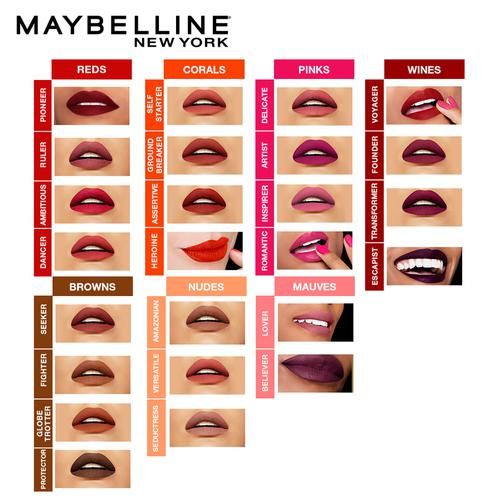 MAYBELLINE
NEW YORK
REDS
PIONEER
RULER
AMBITIOUS
DANCER
CORALS
SELF
STARTER
GROUND
BREAKER
ASSERTIVE
HEROINE
PINKS
DELICATE
ARTIST
INSPIRER
ROMANTIC
WINES
VOYAGER
FOUNDER
TRANSFORMER
ESCAPIST
BROWNS
SEEKER
FIGHTER
GLOBE
TROTTER
PROTECTOR
NUDES
AMAZONIAN
VERSATILE
SEDUCTRESS
MAUVES
LOVER
BELIEVER